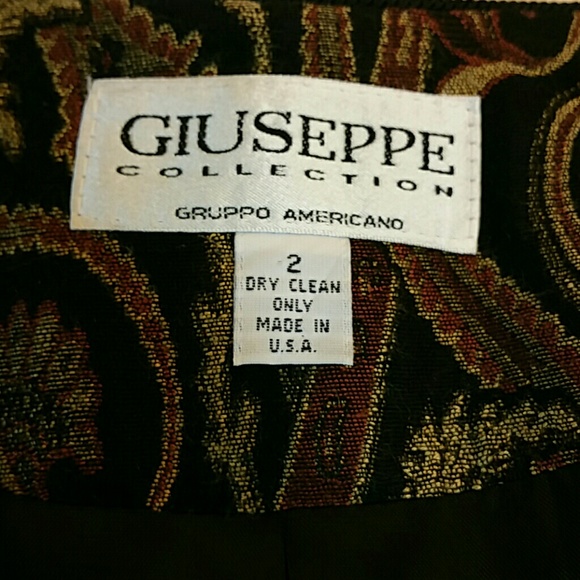 GIUSEPPE
COLLECTION
GRUPPO AMERICANO
2
DRY CLEAN
ONLY
MADE IN
U.S.A.